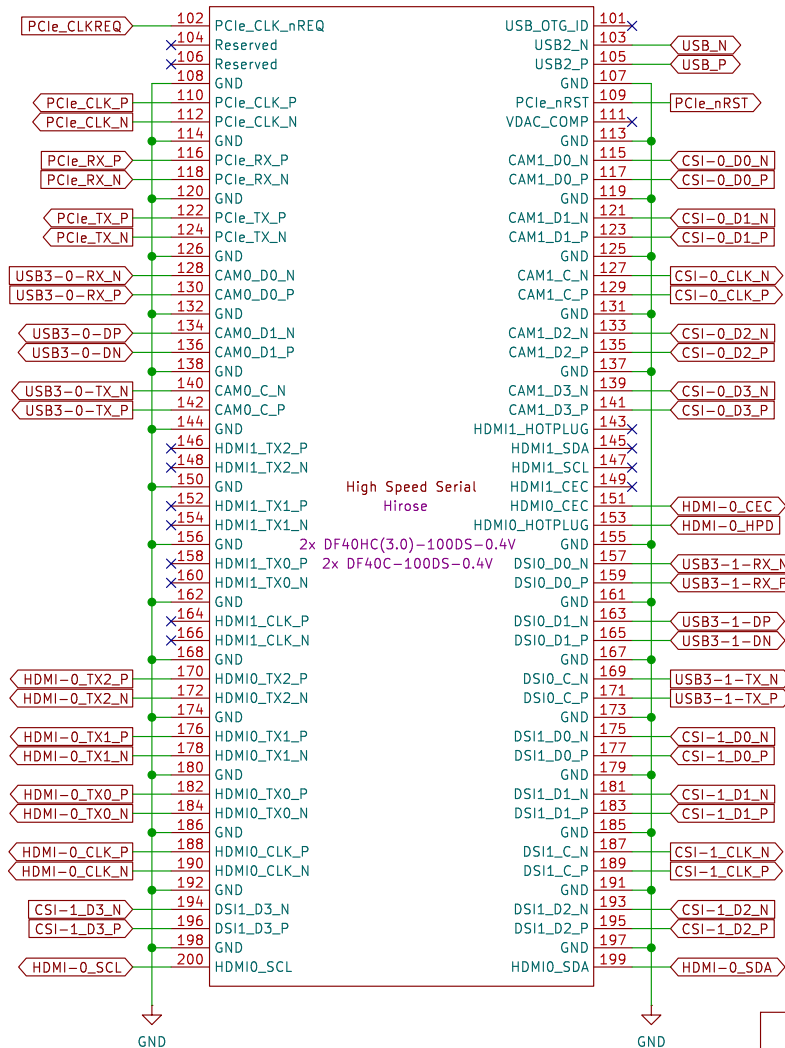 PCIe_CLKREQ 102 PCIe_CLK_nREQ USB_OTG_ID 101
104 Reserved USB2_N 103 USB_N
106 Reserved USB2_P 105 USB_P
108 GND GND 107
PCIe_CLK_P 110 PCIe_CLK_P PCIe_nRST 109 PCIe_nRST
PCIe_CLK_N 112 PCIe_CLK_N VDAC_COMP 111
114 GND GND 113
PCIe_RX_P 116 PCIe_RX_P CAM1_D0_N 115 CSI-0_D0_N
PCIe_RX_N 118 PCIe_RX_N CAM1_D0_P 117 CSI-0_D0_P
120 GND GND 119
PCIe_TX_P 122 PCIe_TX_P CAM1_D1_N 121 CSI-0_D1_N
PCIe_TX_N 124 PCIe_TX_N CAM1_D1_P 123 CSI-0_D1_P
126 GND GND 125
USB3-0-RX_N 128 CAM0_D0_N CAM1_C_N 127 CSI-0_CLK_N
USB3-0-RX_P 130 CAM0_D0_P CAM1_C_P 129 CSI-0_CLK_P
132 GND GND 131
USB3-0-DP 134 CAM0_D1_N CAM1_D2_N 133 CSI-0_D2_N
USB3-0-DN 136 CAM0_D1_P CAM1_D2_P 135 CSI-0_D2_P
138 GND GND 137
USB3-0-TX_N 140 CAM0_C_N CAM1_D3_N 139 CSI-0_D3_N
USB3-0-TX_P 142 CAM0_C_P CAM1_D3_P 141 CSI-0_D3_P
144 GND HDMI1_HOTPLUG 143
146 HDMI1_TX2_P HDMI1_SDA 145
148 HDMI1_TX2_N HDMI1_SCL 147
150 GND High Speed Serial HDMI1_CEC 149
152 HDMI1_TX1_P Hirose HDMI0_CEC 151 HDMI-0_CEC
154 HDMI1_TX1_N HDMI0_HOTPLUG 153 HDMI-0_HPD
156 GND 2x DF40HC(3.0)-100DS-0.4V GND 155
158 HDMI1_TX0_P 2x DF40C-100DS-0.4V DSI0_D0_N 157 USB3-1-RX_N
160 HDMI1_TX0_N DSI0_D0_P 159 USB3-1-RX_P
162 GND GND 161
164 HDMI1_CLK_P DSI0_D1_N 163 USB3-1-DP
166 HDMI1_CLK_N DSI0_D1_P 165 USB3-1-DN
168 GND GND 167
HDMI-0_TX2_P 170 HDMI0_TX2_P DSI0_C_N 169 USB3-1-TX_N
HDMI-0_TX2_N 172 HDMI0_TX2_N DSI0_C_P 171 USB3-1-TX_P
174 GND GND 173
HDMI-0_TX1_P 176 HDMI0_TX1_P DSI1_D0_N 175 CSI-1_D0_N
HDMI-0_TX1_N 178 HDMI0_TX1_N DSI1_D0_P 177 CSI-1_D0_P
180 GND GND 179
HDMI-0_TX0_P 182 HDMI0_TX0_P DSI1_D1_N 181 CSI-1_D1_N
HDMI-0_TX0_N 184 HDMI0_TX0_N DSI1_D1_P 183 CSI-1_D1_P
186 GND GND 185
HDMI-0_CLK_P 188 HDMI0_CLK_P DSI1_C_N 187 CSI-1_CLK_N
HDMI-0_CLK_N 190 HDMI0_CLK_N DSI1_C_P 189 CSI-1_CLK_P
192 GND GND 191
CSI-1_D3_N 194 DSI1_D3_N DSI1_D2_N 193 CSI-1_D2_N
CSI-1_D3_P 196 DSI1_D3_P DSI1_D2_P 195 CSI-1_D2_P
198 GND GND 197
HDMI-0_SCL 200 HDMI0_SCL HDMI0_SDA 199 HDMI-0_SDA
GND GND